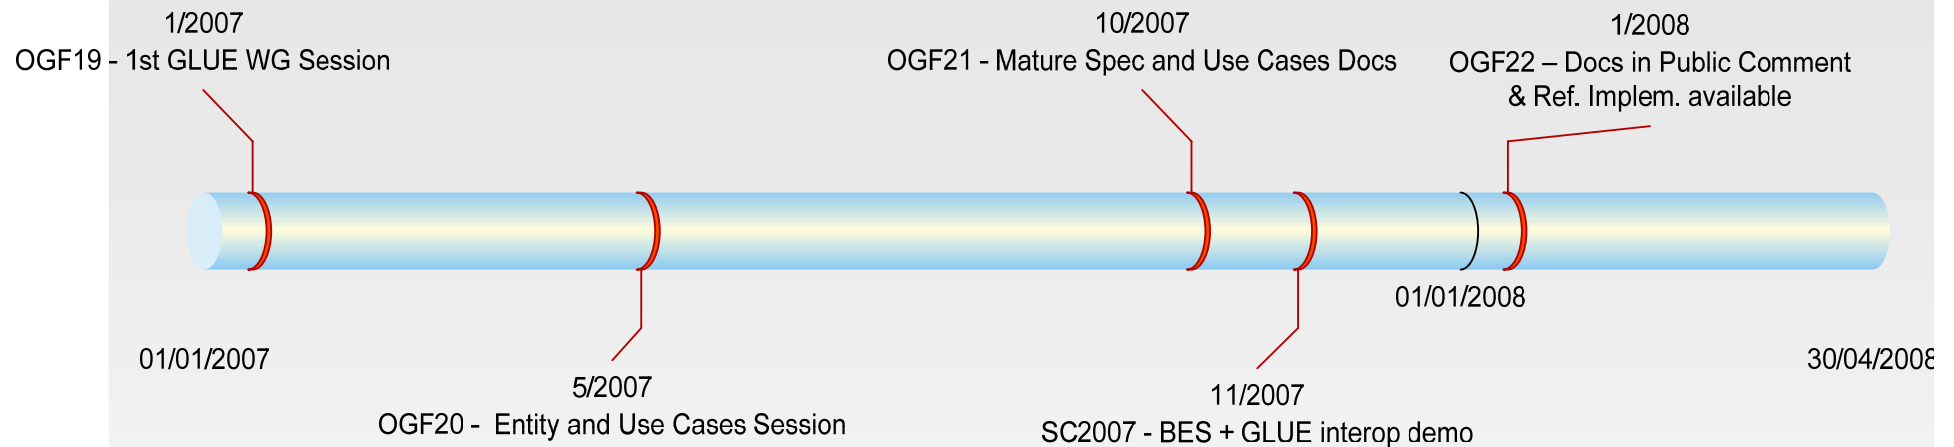 1/2007
OGF19 - 1st GLUE WG Session
10/2007
OGF21 - Mature Spec and Use Cases Docs
1/2008
OGF22 – Docs in Public Comment
& Ref. Implem. available
01/01/2008
01/01/2007
30/04/2008
5/2007
OGF20 -  Entity and Use Cases Session
11/2007
SC2007 - BES + GLUE interop demo